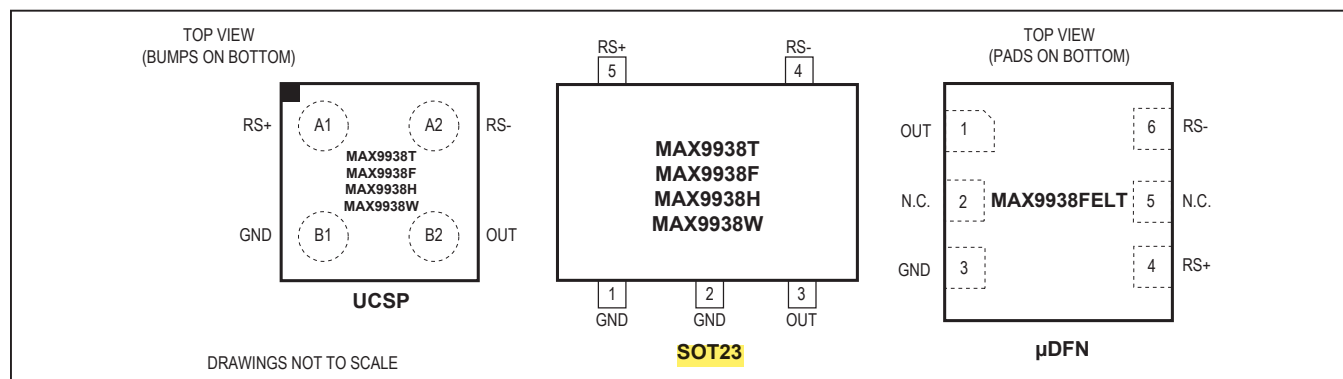 TOP VIEW
(BUMPS ON BOTTOM)
RS+
A1
A2
RS-
MAX9938T
MAX9938F
MAX9938H
MAX9938W
GND
B1
B2
OUT
UCSP
DRAWINGS NOT TO SCALE
RS+
RS-
5
4
MAX9938T
MAX9938F
MAX9938H
MAX9938W
1
2
3
GND
GND
OUT
SOT23
TOP VIEW
(PADS ON BOTTOM)
OUT
1
6
RS-
N.C.
2
MAX9938FELT
5
N.C.
GND
3
4
RS+
µDFN